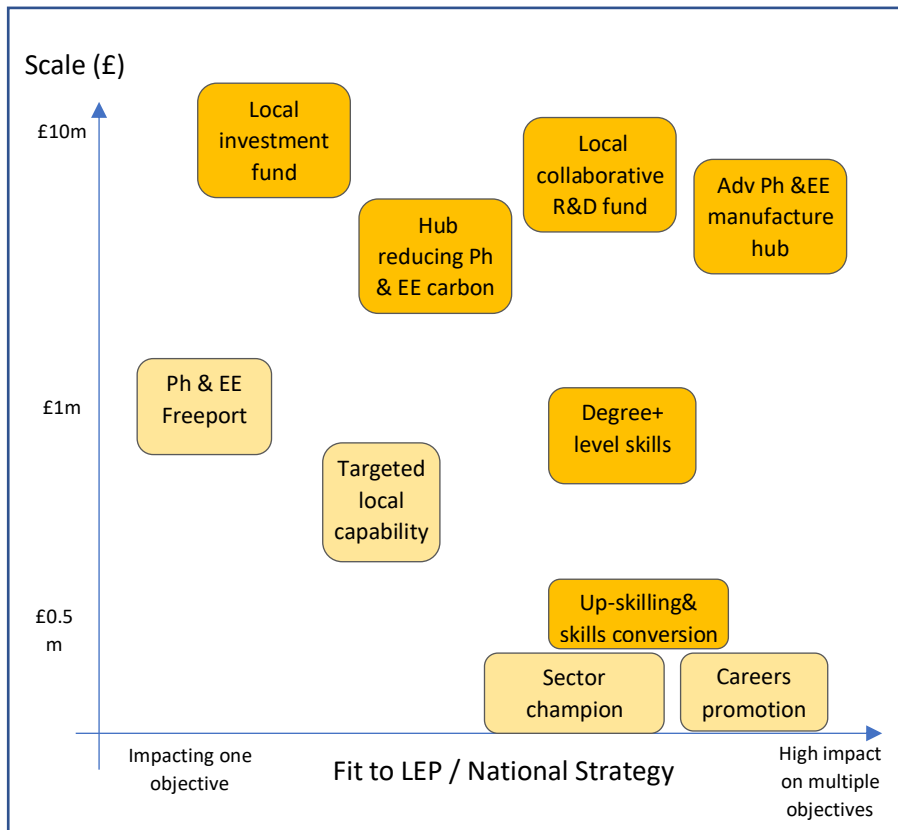 Scale (£)
£10m
Local
investment
fund
Local
collaborative
R&D fund
Adv Ph &EE
manufacture
hub
Hub
reducing Ph
& EE carbon
Ph & EE
Freeport
£1m
Degree+
level skills
Targeted
local
capability
£0.5
m
Up-skilling&
skills conversion
Sector
champion
Careers
promotion
Impacting one
objective
Fit to LEP / National Strategy
High impact
on multiple
objectives